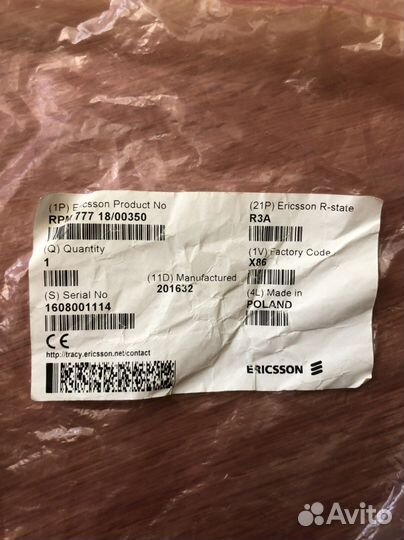 (1P) Ericsson Product No
RPM 777 18/00350
(21P) Ericsson R-state
R3A
(Q) Quantity
1
(1V) Factory Code
X86
(11D) Manufactured
201632
(S) Serial No
1608001114
(4L) Made in
POLAND
CE
http://tracy.ericsson.net/contact
ERICSSON
Avito